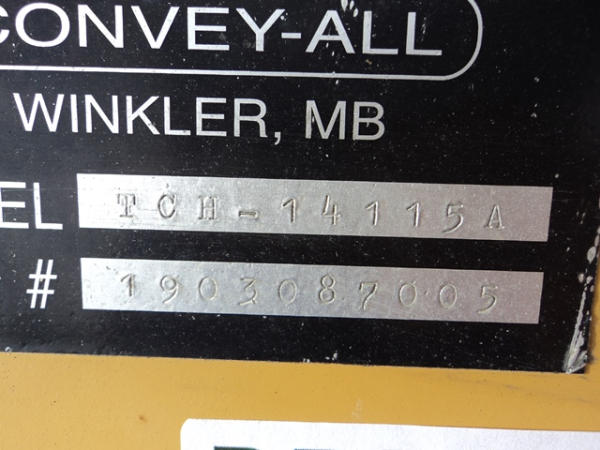 CONVEY-ALL
WINKLER, MB
EL TCH-14115A
# 1903087005